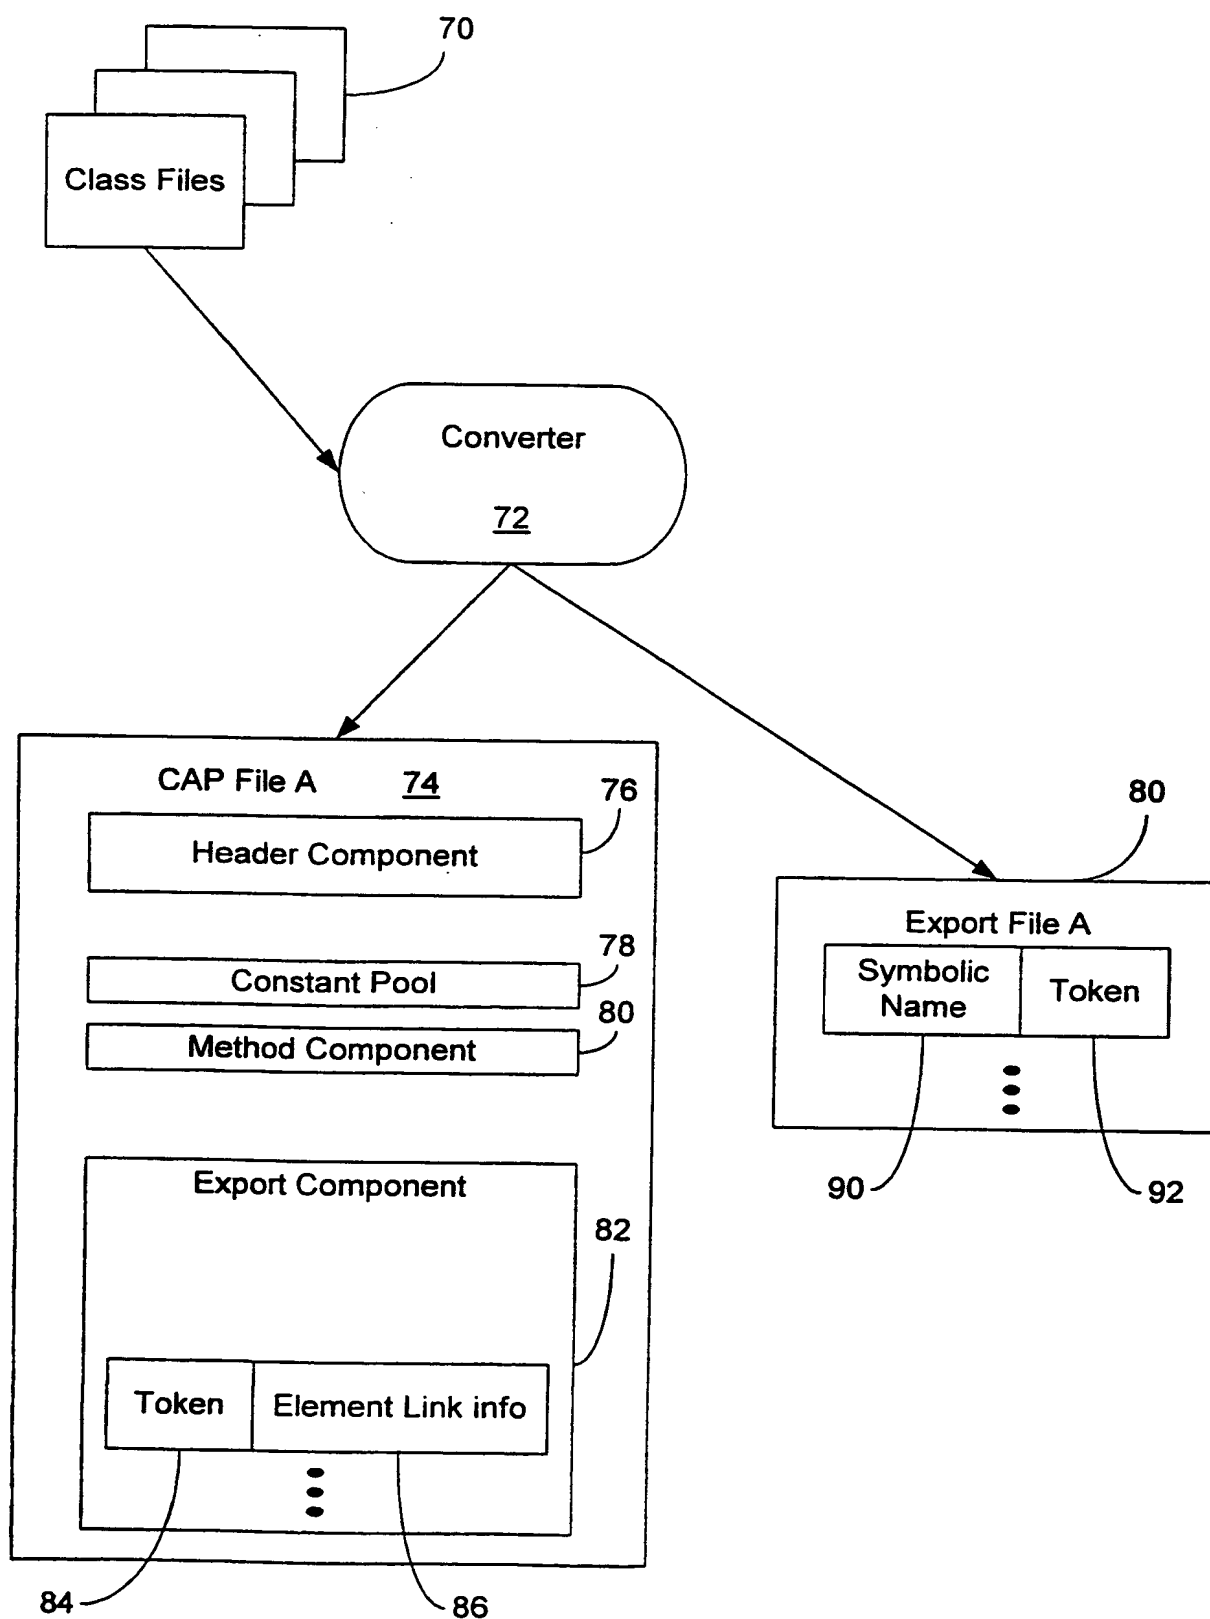 70
Class Files
Converter
72
CAP File A 74
76
Header Component
78
Constant Pool
80
Method Component
Export Component
82
Token
Element Link info
84
86
80
Export File A
Symbolic
Name
Token
90
92